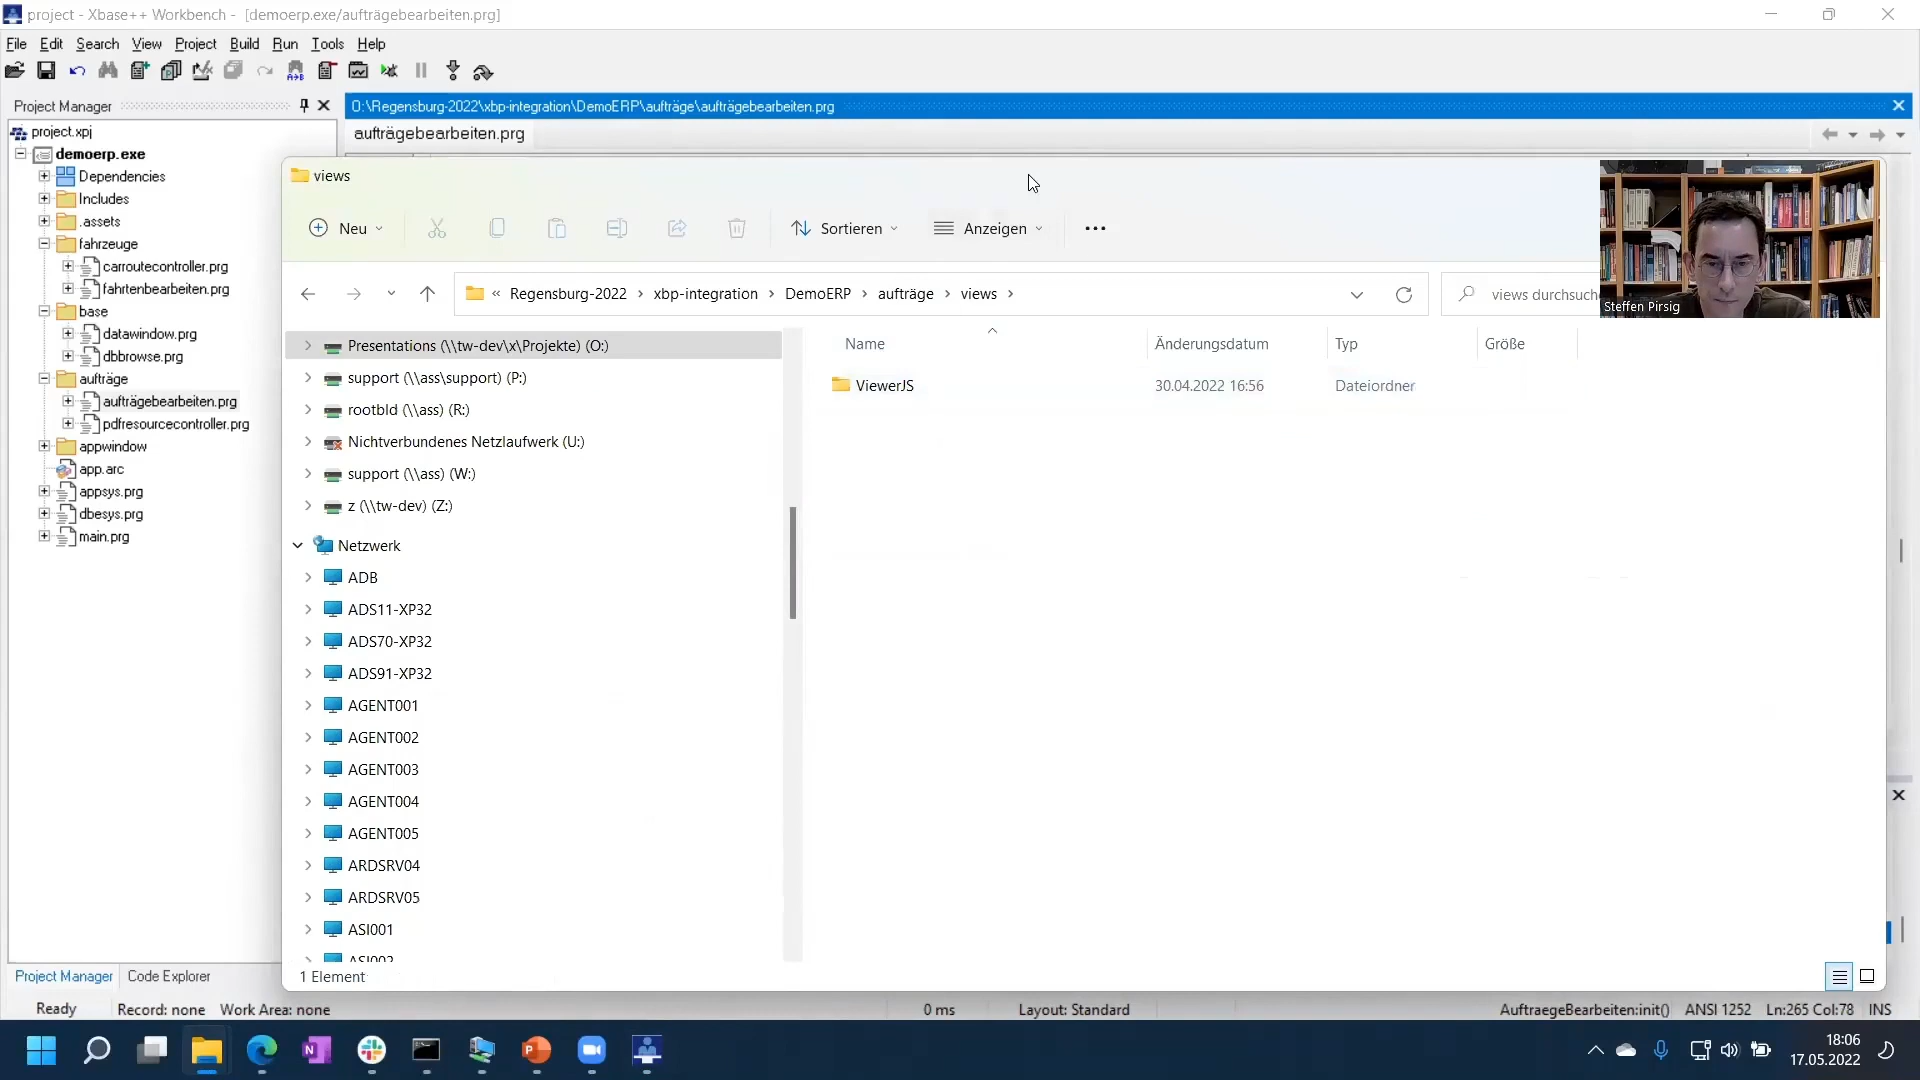 project - Xbase++ Workbench - [demoerp.exe/aufträgebearbeiten.prg]
File Edit Search View Project Build Run Tools Help
Project Manager
O:\Regensburg-2022\xbp-integration\DemoERP\aufträge\aufträgebearbeiten.prg
aufträgebearbeiten.prg
project.xpj
demoerp.exe
Dependencies
Includes
.assets
fahrzeuge
carroutecontroller.prg
fahrtenbearbeiten.prg
base
datawindow.prg
dbbrowse.prg
aufträge
aufträgebearbeiten.prg
pdfresourcecontroller.prg
appwindow
app.arc
appsys.prg
dbesys.prg
main.prg
Project Manager
Code Explorer
views
Neu
Sortieren
Anzeigen
« Regensburg-2022 › xbp-integration › DemoERP › aufträge › views ›
views durchsuche
Steffen Pirsig
Presentations (\\tw-dev\x\Projekte) (O:)
support (\\ass\support) (P:)
rootbld (\\ass) (R:)
Nichtverbundenes Netzlaufwerk (U:)
support (\\ass) (W:)
z (\\tw-dev) (Z:)
Netzwerk
ADB
ADS11-XP32
ADS70-XP32
ADS91-XP32
AGENT001
AGENT002
AGENT003
AGENT004
AGENT005
ARDSRV04
ARDSRV05
ASI001
ASI002
Name Änderungsdatum Typ Größe
ViewerJS 30.04.2022 16:56 Dateiordner
1 Element
Ready Record: none Work Area: none 0 ms Layout: Standard AuftraegeBearbeiten:init() ANSI 1252 Ln:265 Col:78 INS
18:06
17.05.2022